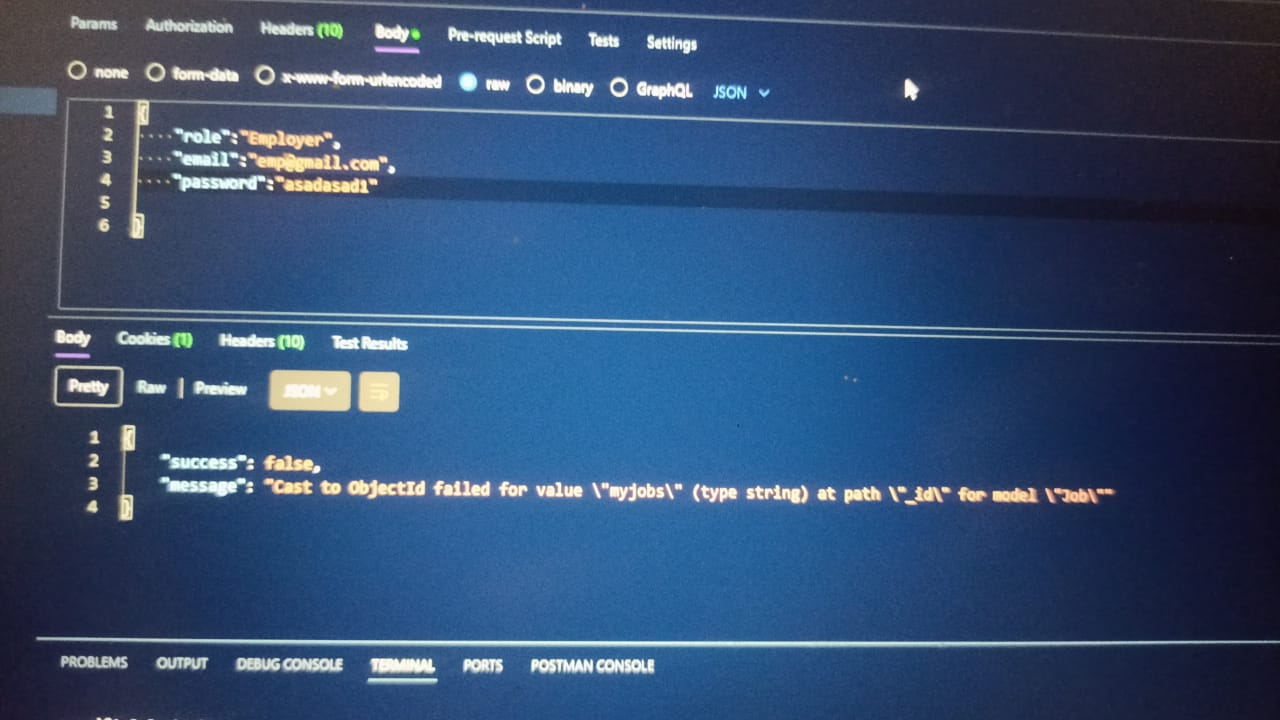 Params Authorization Headers (10) Body Pre-request Script Tests Settings
none form-data x-www-form-urlencoded raw binary GraphQL JSON
1 {
2 ····"role":"Employer",
3 ····"email":"emp@gmail.com",
4 ····"password":"asadasad1"
5
6 }
Body Cookies (1) Headers (10) Test Results
Pretty Raw | Preview JSON
1 {
2 "success": false,
3 "message": "Cast to ObjectId failed for value \"myjobs\" (type string) at path \"_id\" for model \"Job\""
4 }
PROBLEMS OUTPUT DEBUG CONSOLE TERMINAL PORTS POSTMAN CONSOLE